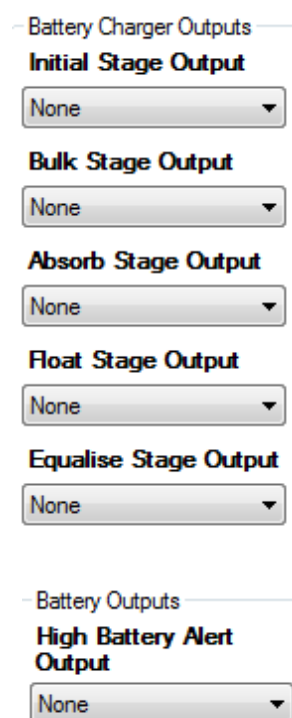 Battery Charger Outputs
Initial Stage Output
None
Bulk Stage Output
None
Absorb Stage Output
None
Float Stage Output
None
Equalise Stage Output
None
Battery Outputs
High Battery Alert
Output
None